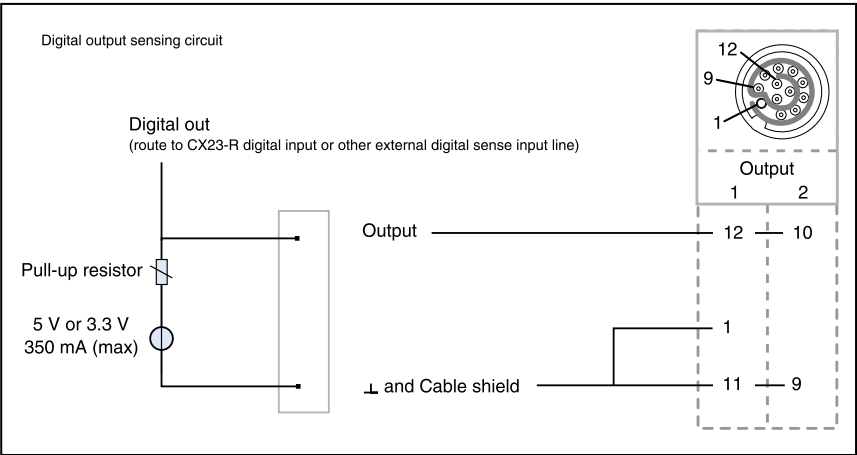 Digital output sensing circuit
12
9
1
Digital out
(route to CX23-R digital input or other external digital sense input line)
Output
1 2
Output 12 10
Pull-up resistor
5 V or 3.3 V
350 mA (max)
1
and Cable shield 11 9